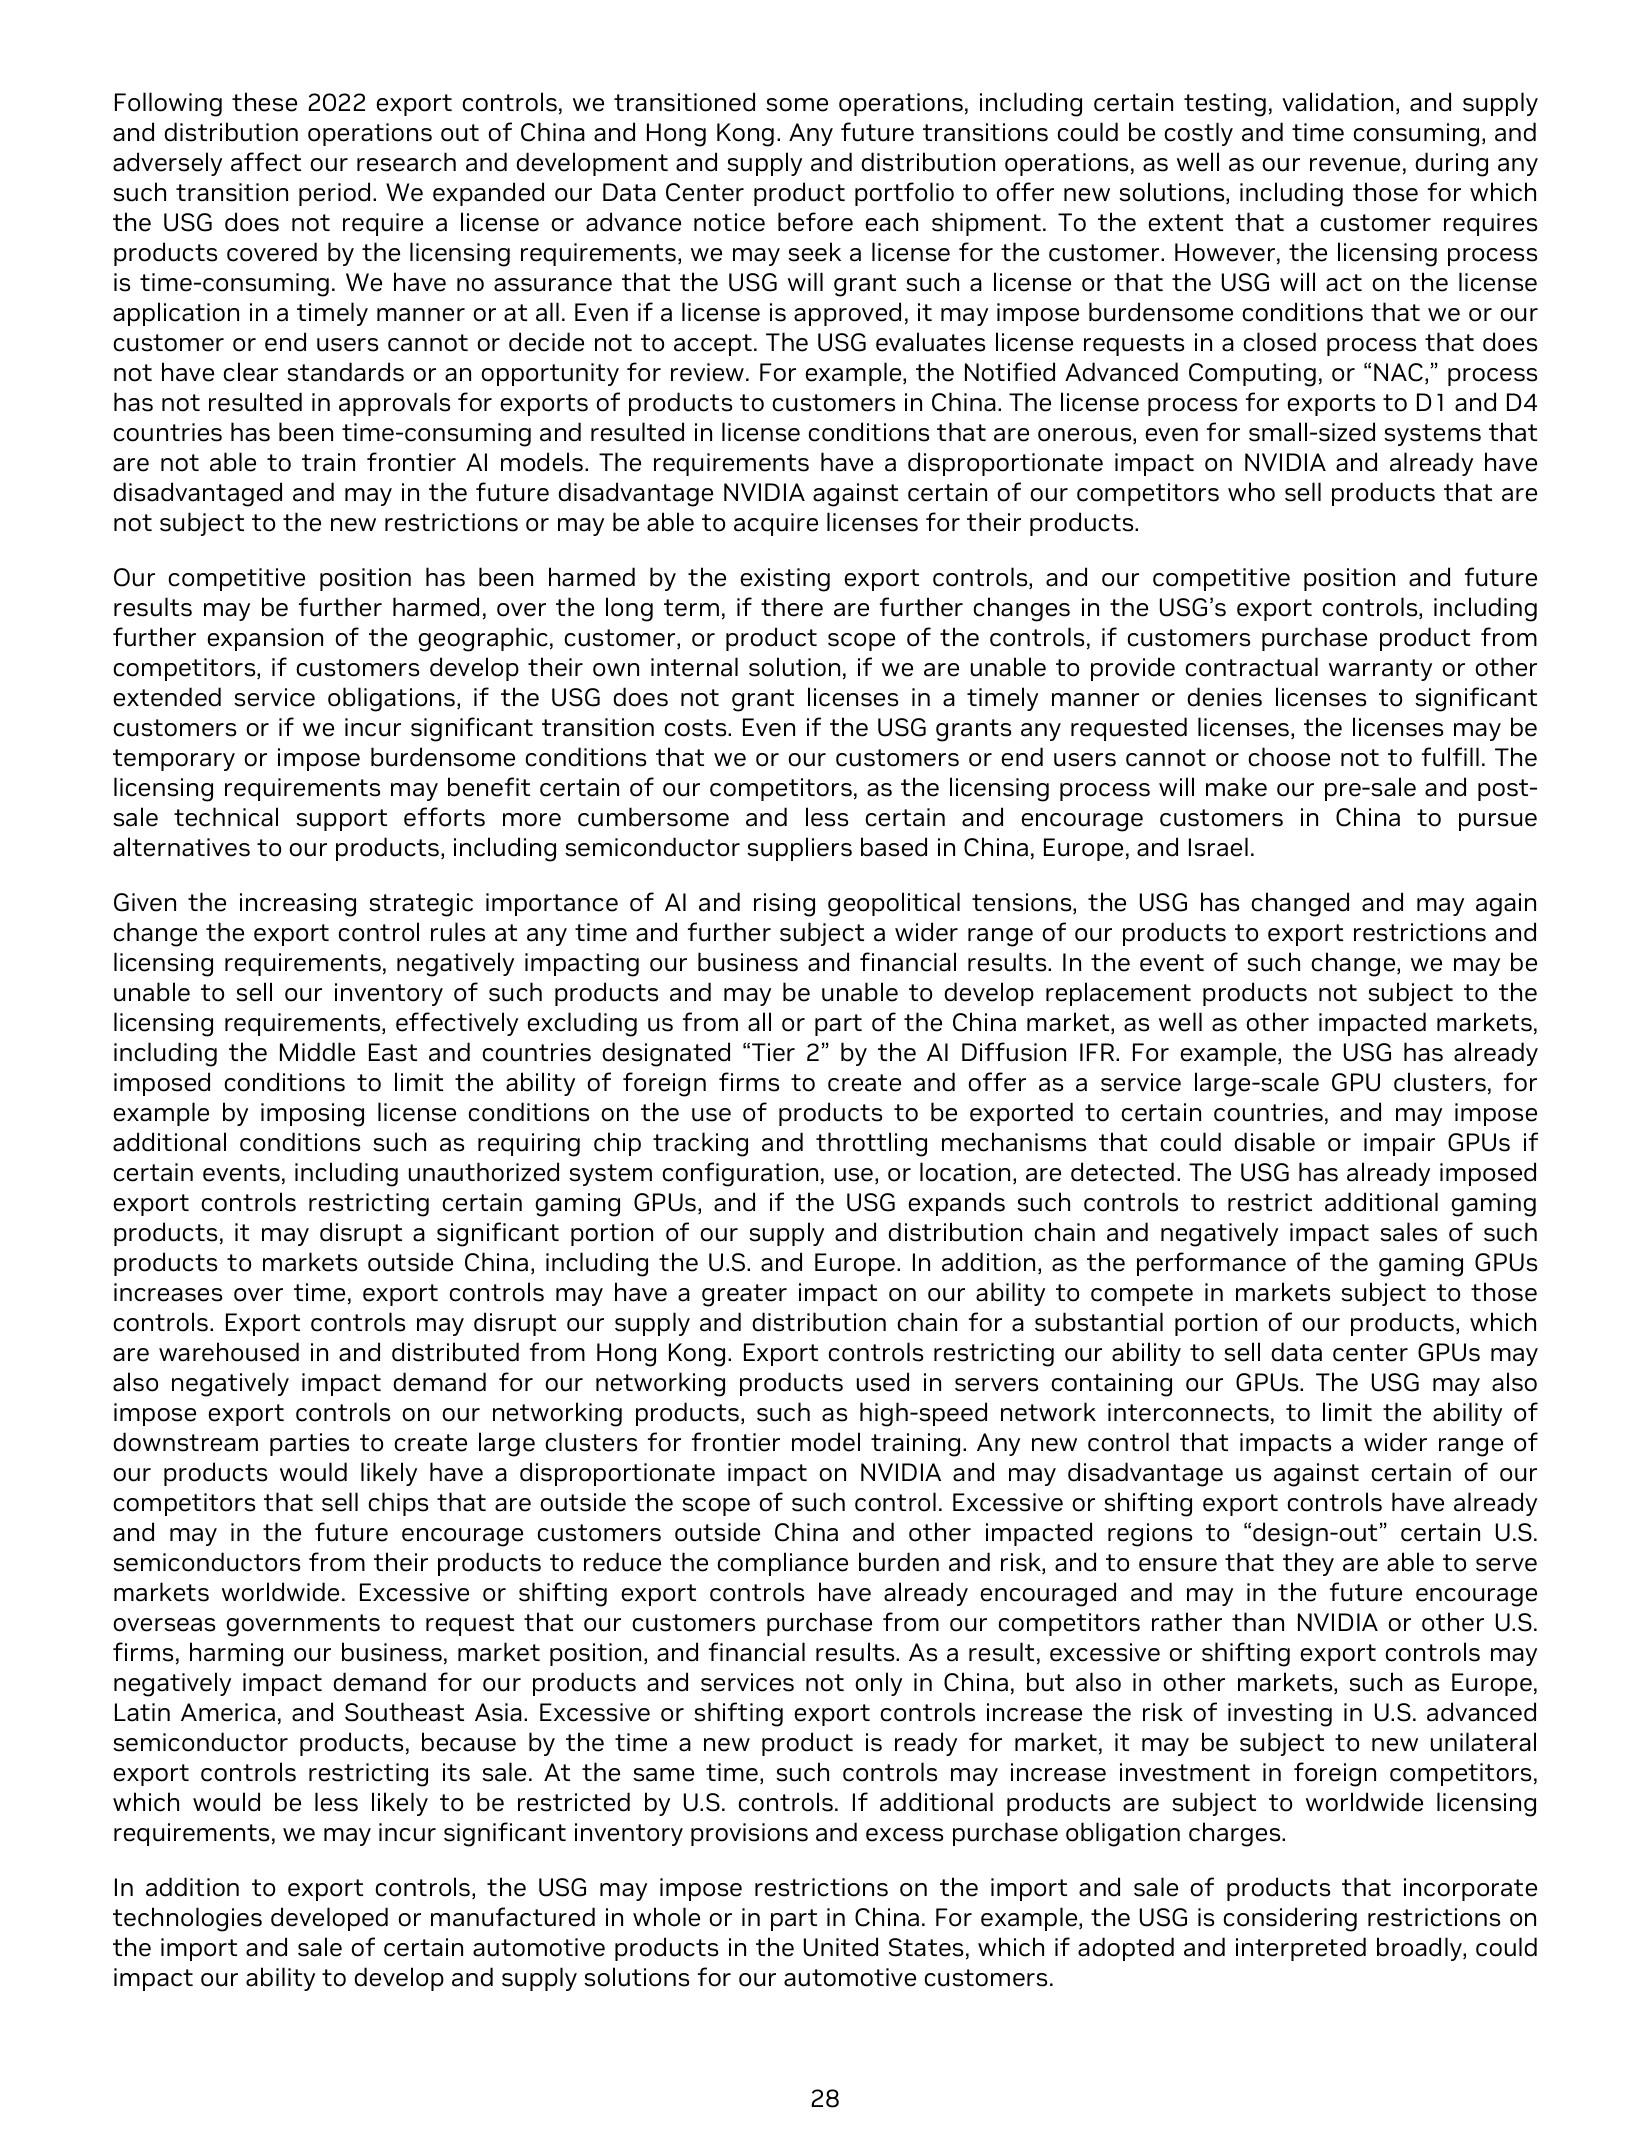 Following these 2022 export controls, we transitioned some operations, including certain testing, validation, and supply
and distribution operations out of China and Hong Kong. Any future transitions could be costly and time consuming, and
adversely affect our research and development and supply and distribution operations, as well as our revenue, during any
such transition period. We expanded our Data Center product portfolio to offer new solutions, including those for which
the USG does not require a license or advance notice before each shipment. To the extent that a customer requires
products covered by the licensing requirements, we may seek a license for the customer. However, the licensing process
is time-consuming. We have no assurance that the USG will grant such a license or that the USG will act on the license
application in a timely manner or at all. Even if a license is approved, it may impose burdensome conditions that we or our
customer or end users cannot or decide not to accept. The USG evaluates license requests in a closed process that does
not have clear standards or an opportunity for review. For example, the Notified Advanced Computing, or “NAC,” process
has not resulted in approvals for exports of products to customers in China. The license process for exports to D1 and D4
countries has been time-consuming and resulted in license conditions that are onerous, even for small-sized systems that
are not able to train frontier AI models. The requirements have a disproportionate impact on NVIDIA and already have
disadvantaged and may in the future disadvantage NVIDIA against certain of our competitors who sell products that are
not subject to the new restrictions or may be able to acquire licenses for their products.
Our competitive position has been harmed by the existing export controls, and our competitive position and future
results may be further harmed, over the long term, if there are further changes in the USG’s export controls, including
further expansion of the geographic, customer, or product scope of the controls, if customers purchase product from
competitors, if customers develop their own internal solution, if we are unable to provide contractual warranty or other
extended service obligations, if the USG does not grant licenses in a timely manner or denies licenses to significant
customers or if we incur significant transition costs. Even if the USG grants any requested licenses, the licenses may be
temporary or impose burdensome conditions that we or our customers or end users cannot or choose not to fulfill. The
licensing requirements may benefit certain of our competitors, as the licensing process will make our pre-sale and post-
sale technical support efforts more cumbersome and less certain and encourage customers in China to pursue
alternatives to our products, including semiconductor suppliers based in China, Europe, and Israel.
Given the increasing strategic importance of AI and rising geopolitical tensions, the USG has changed and may again
change the export control rules at any time and further subject a wider range of our products to export restrictions and
licensing requirements, negatively impacting our business and financial results. In the event of such change, we may be
unable to sell our inventory of such products and may be unable to develop replacement products not subject to the
licensing requirements, effectively excluding us from all or part of the China market, as well as other impacted markets,
including the Middle East and countries designated “Tier 2” by the AI Diffusion IFR. For example, the USG has already
imposed conditions to limit the ability of foreign firms to create and offer as a service large-scale GPU clusters, for
example by imposing license conditions on the use of products to be exported to certain countries, and may impose
additional conditions such as requiring chip tracking and throttling mechanisms that could disable or impair GPUs if
certain events, including unauthorized system configuration, use, or location, are detected. The USG has already imposed
export controls restricting certain gaming GPUs, and if the USG expands such controls to restrict additional gaming
products, it may disrupt a significant portion of our supply and distribution chain and negatively impact sales of such
products to markets outside China, including the U.S. and Europe. In addition, as the performance of the gaming GPUs
increases over time, export controls may have a greater impact on our ability to compete in markets subject to those
controls. Export controls may disrupt our supply and distribution chain for a substantial portion of our products, which
are warehoused in and distributed from Hong Kong. Export controls restricting our ability to sell data center GPUs may
also negatively impact demand for our networking products used in servers containing our GPUs. The USG may also
impose export controls on our networking products, such as high-speed network interconnects, to limit the ability of
downstream parties to create large clusters for frontier model training. Any new control that impacts a wider range of
our products would likely have a disproportionate impact on NVIDIA and may disadvantage us against certain of our
competitors that sell chips that are outside the scope of such control. Excessive or shifting export controls have already
and may in the future encourage customers outside China and other impacted regions to “design-out” certain U.S.
semiconductors from their products to reduce the compliance burden and risk, and to ensure that they are able to serve
markets worldwide. Excessive or shifting export controls have already encouraged and may in the future encourage
overseas governments to request that our customers purchase from our competitors rather than NVIDIA or other U.S.
firms, harming our business, market position, and financial results. As a result, excessive or shifting export controls may
negatively impact demand for our products and services not only in China, but also in other markets, such as Europe,
Latin America, and Southeast Asia. Excessive or shifting export controls increase the risk of investing in U.S. advanced
semiconductor products, because by the time a new product is ready for market, it may be subject to new unilateral
export controls restricting its sale. At the same time, such controls may increase investment in foreign competitors,
which would be less likely to be restricted by U.S. controls. If additional products are subject to worldwide licensing
requirements, we may incur significant inventory provisions and excess purchase obligation charges.
In addition to export controls, the USG may impose restrictions on the import and sale of products that incorporate
technologies developed or manufactured in whole or in part in China. For example, the USG is considering restrictions on
the import and sale of certain automotive products in the United States, which if adopted and interpreted broadly, could
impact our ability to develop and supply solutions for our automotive customers.
28